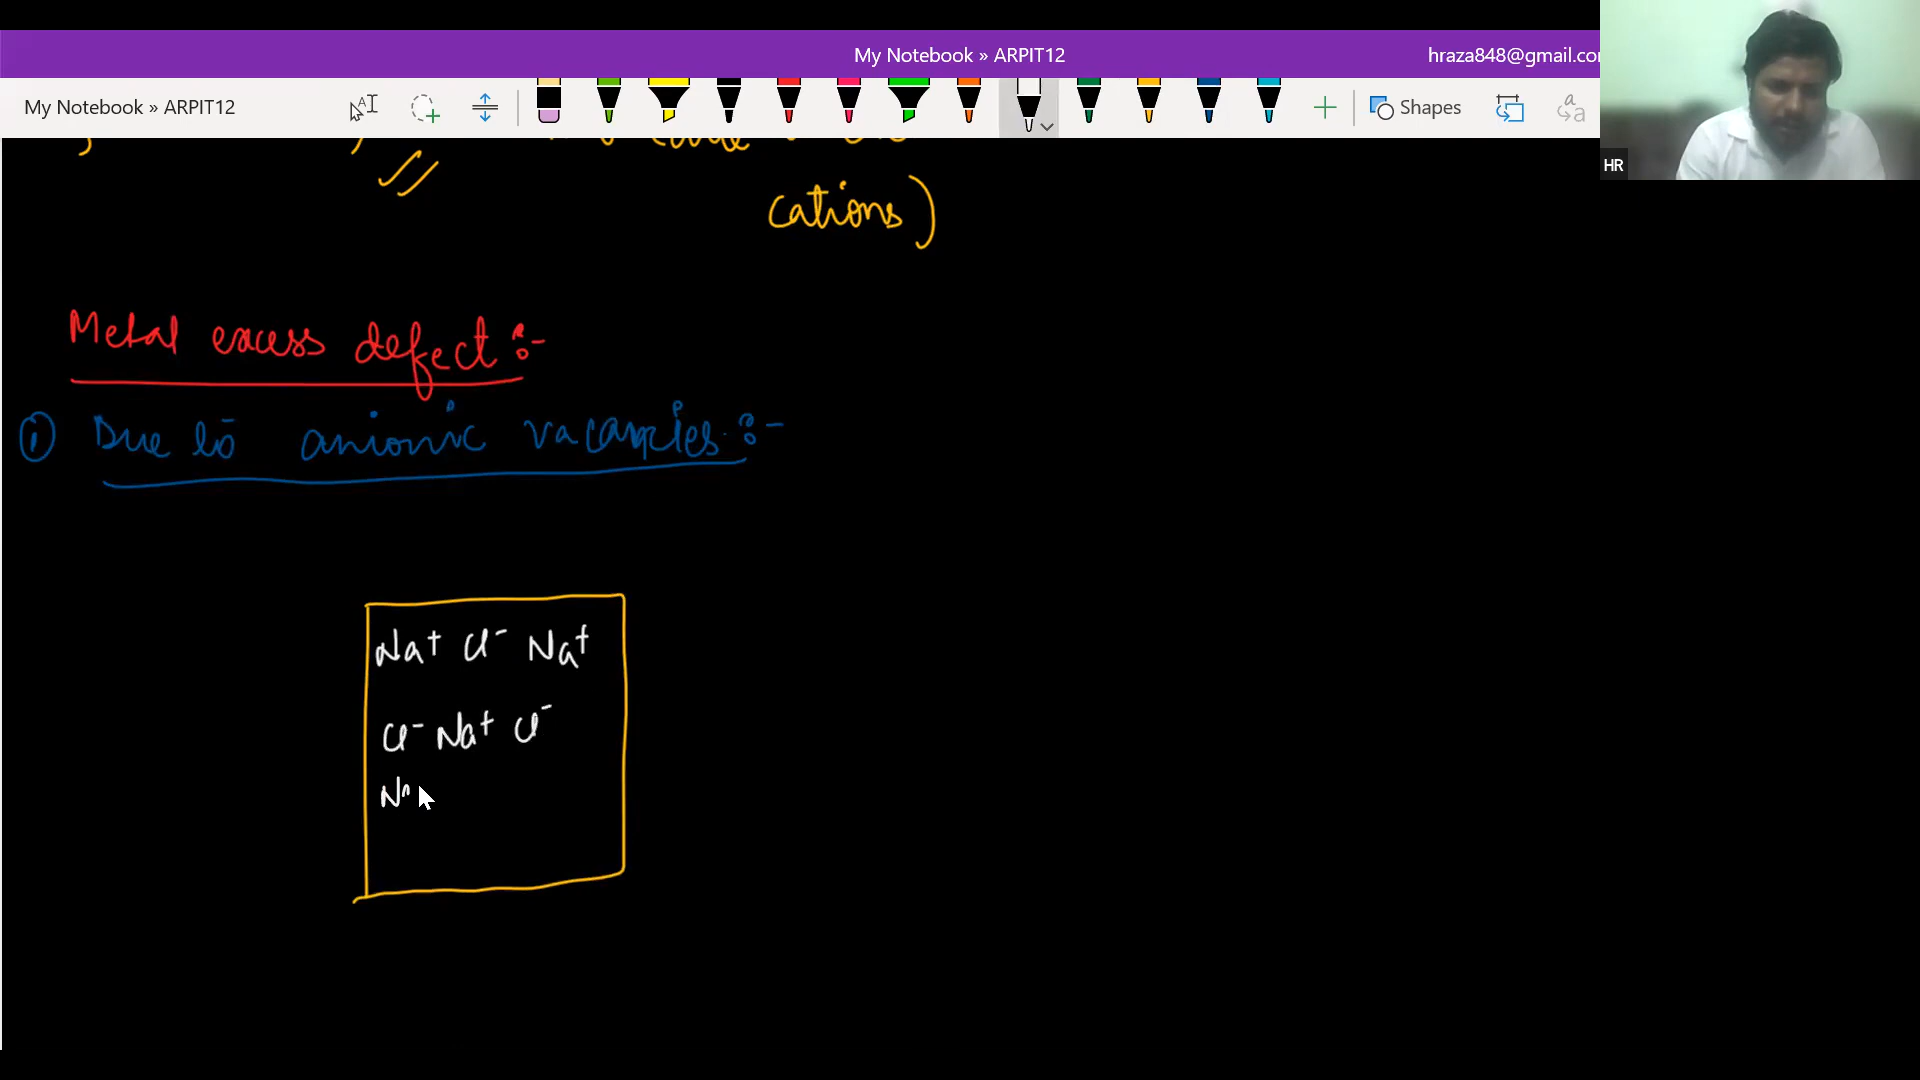 My Notebook » ARPIT12
hraza848@gmail.co
My Notebook » ARPIT12
Shapes
HR
cations)
Metal excess defect :-
① Due to anionic vacancies :-
Na⁺ Cl⁻ Na⁺
Cl⁻ Na⁺ Cl⁻
Na